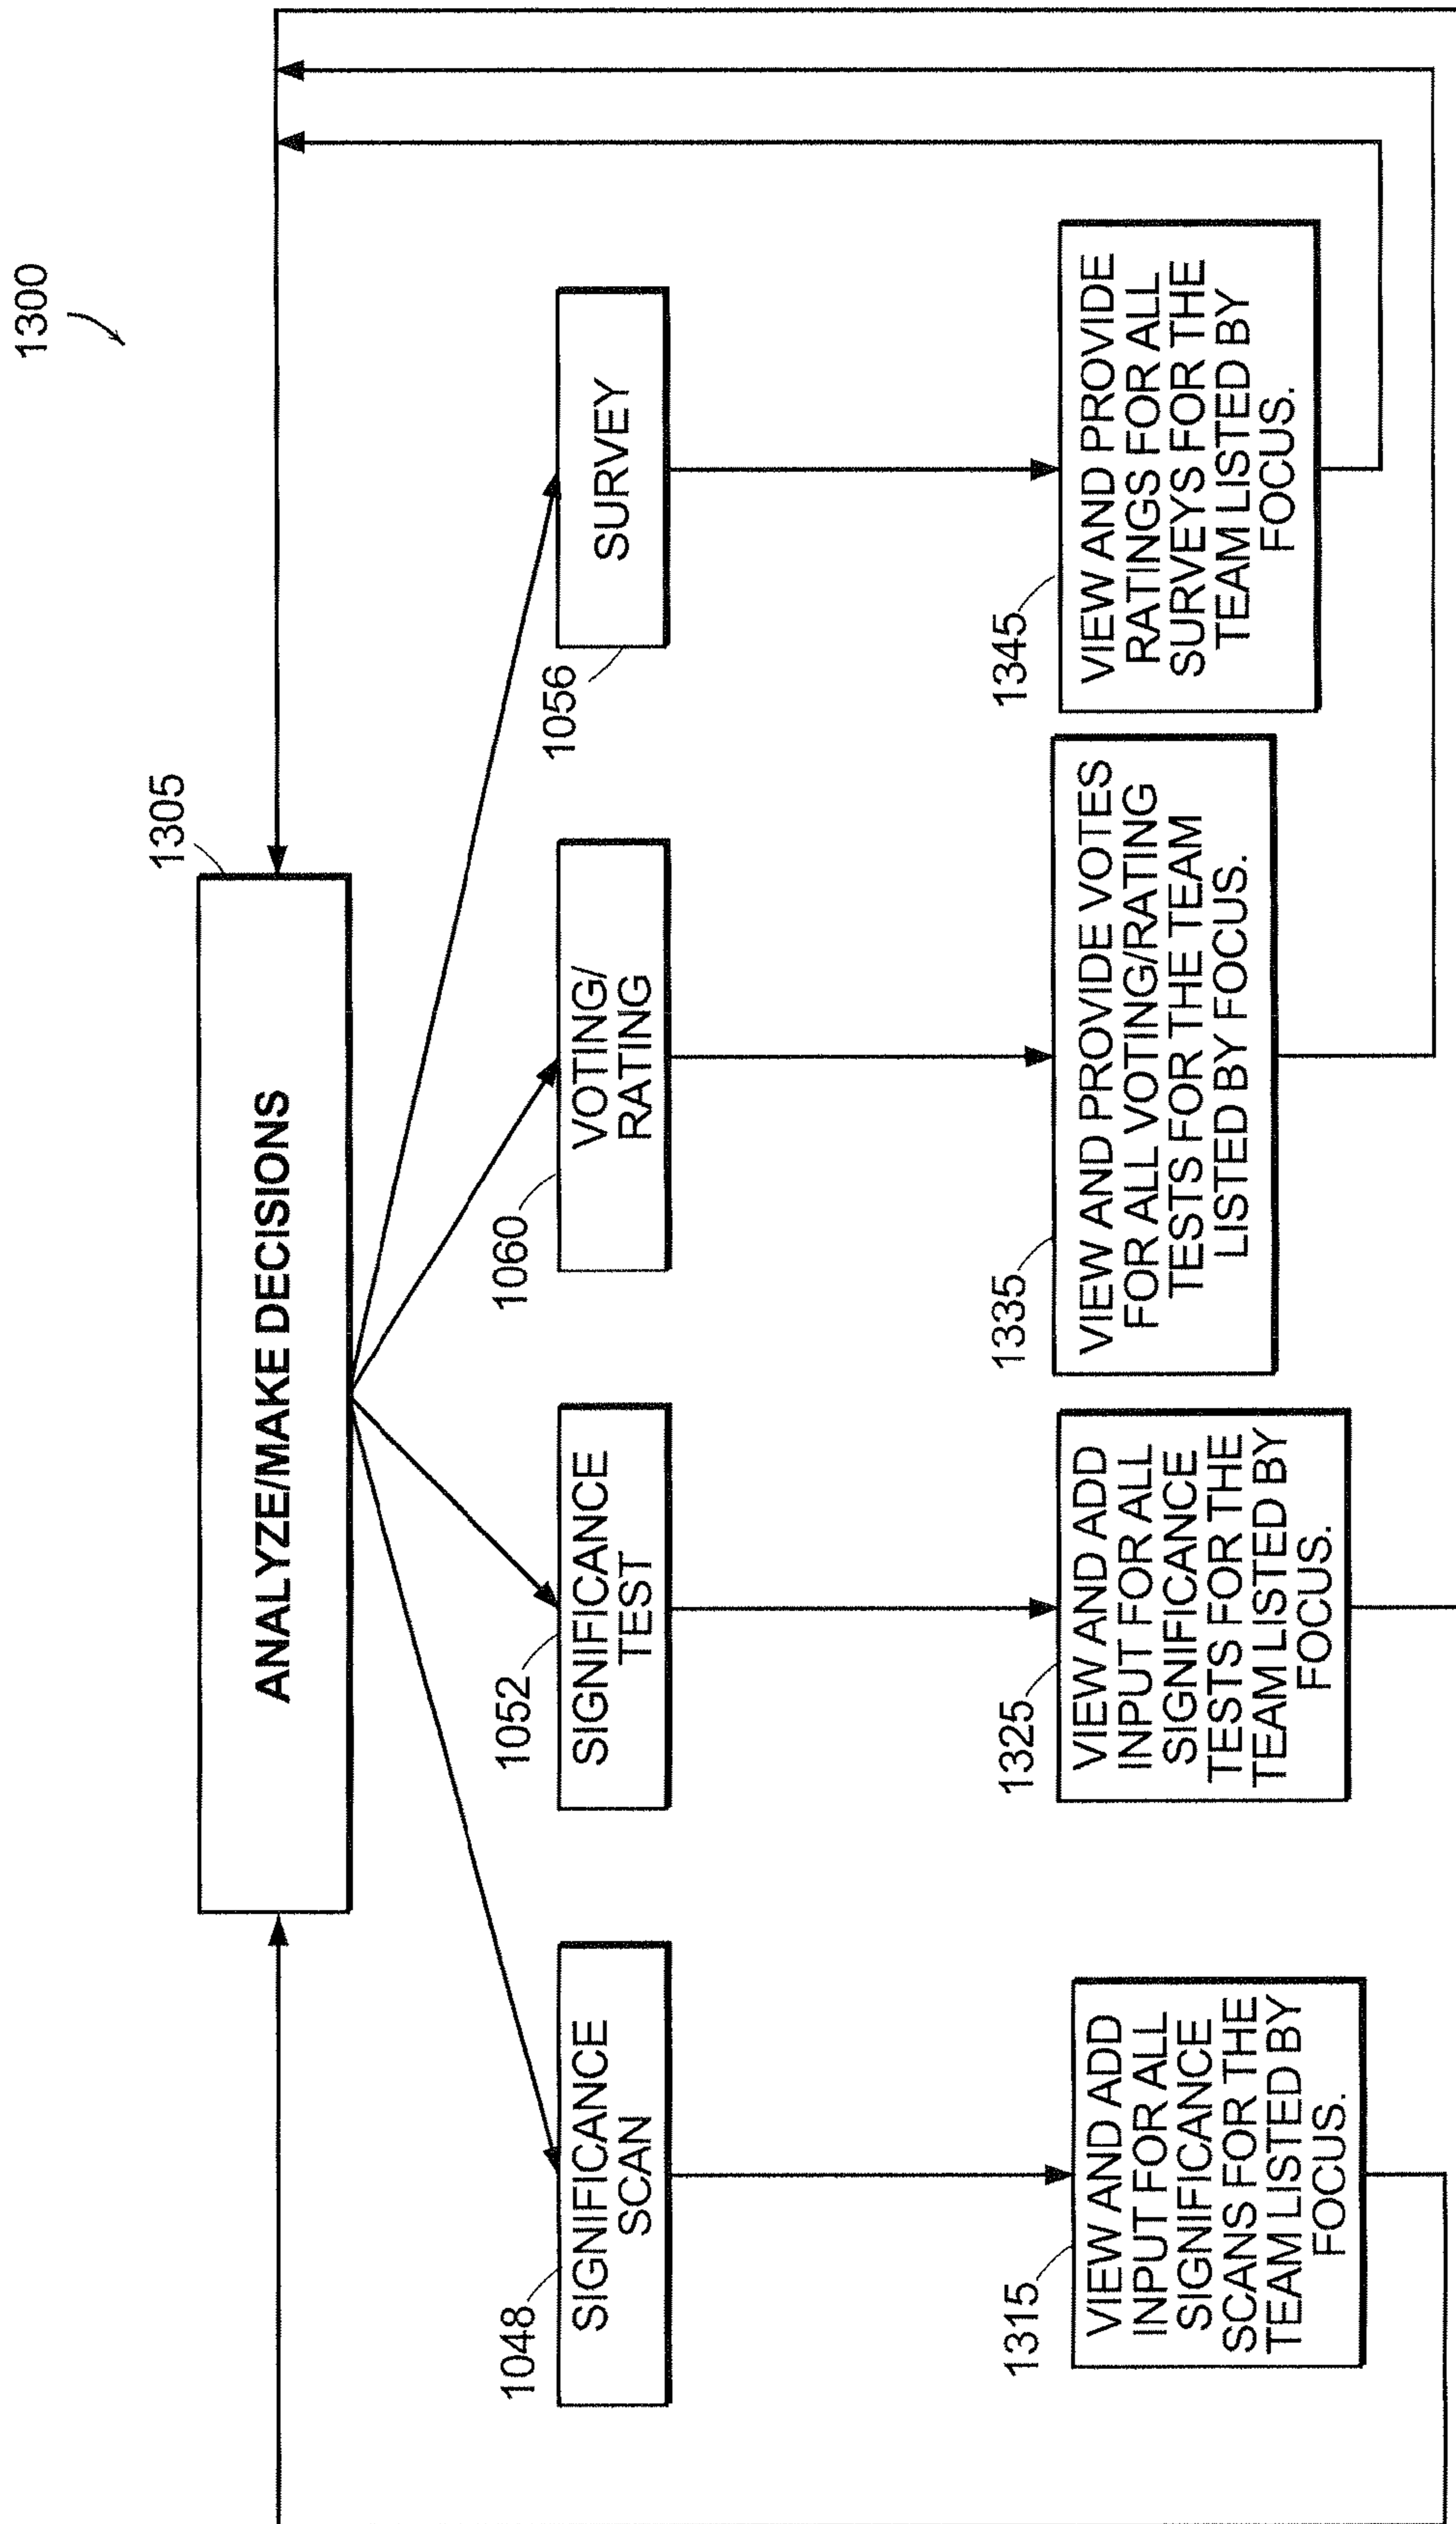 1300
1305
ANALYZE/MAKE DECISIONS
1048
SIGNIFICANCE
SCAN
1052
SIGNIFICANCE
TEST
1060
VOTING/
RATING
1056
SURVEY
1315
VIEW AND ADD
INPUT FOR ALL
SIGNIFICANCE
SCANS FOR THE
TEAM LISTED BY
FOCUS.
1325
VIEW AND ADD
INPUT FOR ALL
SIGNIFICANCE
TESTS FOR THE
TEAM LISTED BY
FOCUS.
1335
VIEW AND PROVIDE VOTES
FOR ALL VOTING/RATING
TESTS FOR THE TEAM
LISTED BY FOCUS.
1345
VIEW AND PROVIDE
RATINGS FOR ALL
SURVEYS FOR THE
TEAM LISTED BY
FOCUS.